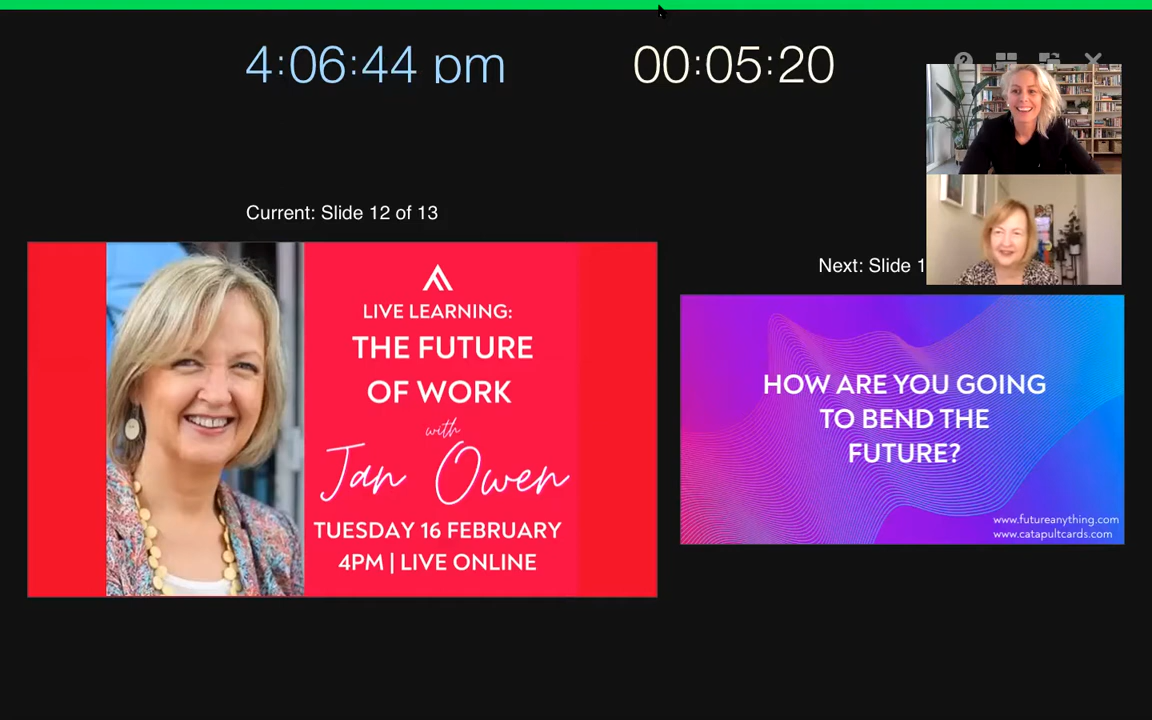 4:06:44 pm
00:05:20
?
Current: Slide 12 of 13
Next: Slide 1
LIVE LEARNING:
THE FUTURE
OF WORK
with
Jan Owen
TUESDAY 16 FEBRUARY
4PM | LIVE ONLINE
HOW ARE YOU GOING
TO BEND THE
FUTURE?
www.futureanything.com
www.catapultcards.com